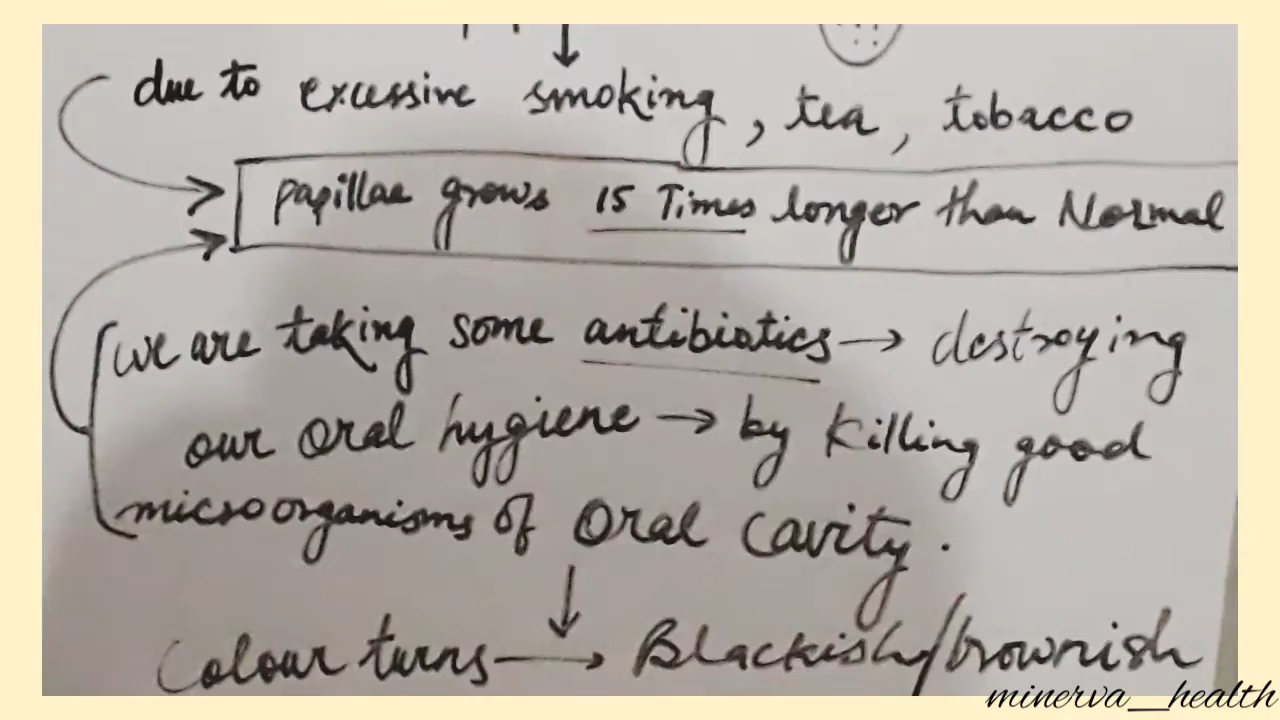 due to excessive smoking, tea, tobacco
papillae grows 15 Times longer than Normal
we are taking some antibiotics → destroying
our oral hygiene → by killing good
microorganisms of oral cavity.
Colour turns → Blackish/brownish
minerva__health